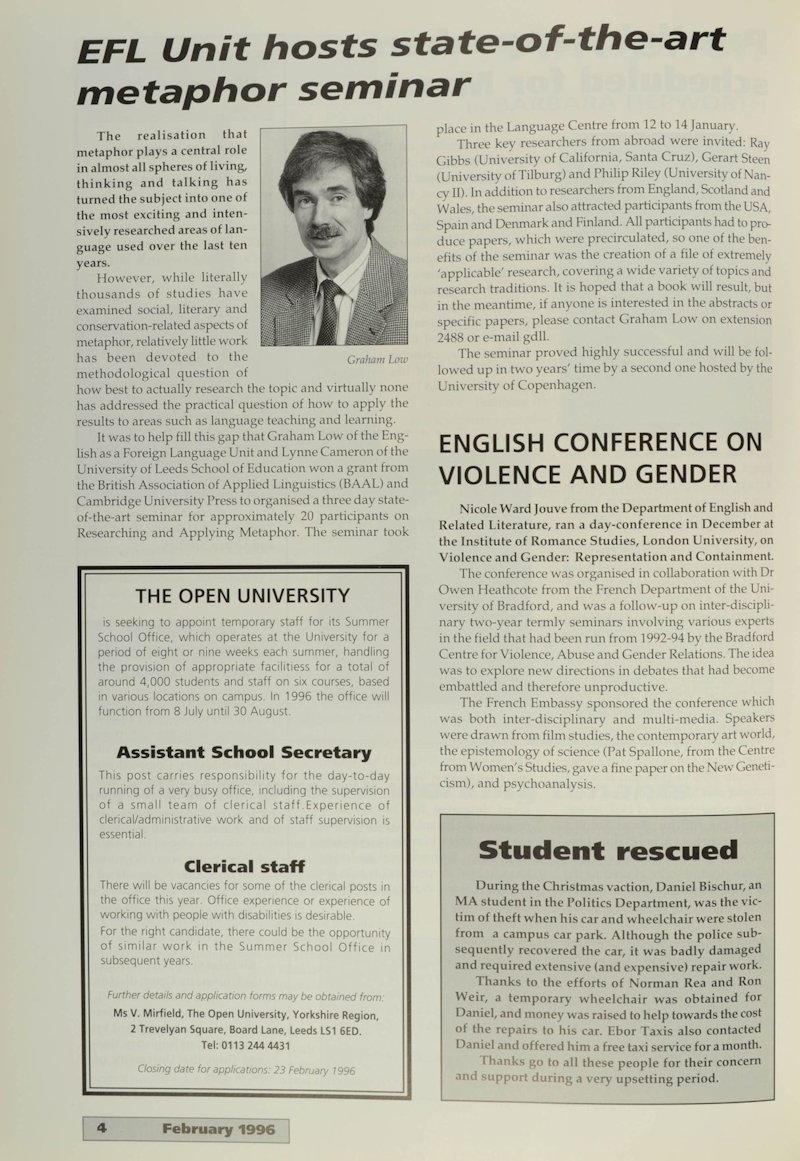 EFL Unit hosts state-of-the-art
metaphor seminar
The realisation that
metaphor plays a central role
in almost all spheres of living,
thinking and talking has
turned the subject into one of
the most exciting and inten-
sively researched areas of lan-
guage used over the last ten
years.
However, while literally
thousands of studies have
examined social, literary and
conservation-related aspects of
metaphor, relatively little work
has been devoted to the
methodological question of
how best to actually research the topic and virtually none
has addressed the practical question of how to apply the
results to areas such as language teaching and learning.
It was to help fill this gap that Graham Low of the Eng-
lish as a Foreign Language Unit and Lynne Cameron of the
University of Leeds School of Education won a grant from
the British Association of Applied Linguistics (BAAL) and
Cambridge University Press to organised a three day state-
of-the-art seminar for approximately 20 participants on
Researching and Applying Metaphor. The seminar took
Graham Low
place in the Language Centre from 12 to 14 January.
Three key researchers from abroad were invited: Ray
Gibbs (University of California, Santa Cruz), Gerart Steen
(University of Tilburg) and Philip Riley (University of Nan-
cy II). In addition to researchers from England, Scotland and
Wales, the seminar also attracted participants from the USA,
Spain and Denmark and Finland. All participants had to pro-
duce papers, which were precirculated, so one of the ben-
efits of the seminar was the creation of a file of extremely
'applicable' research, covering a wide variety of topics and
research traditions. It is hoped that a book will result, but
in the meantime, if anyone is interested in the abstracts or
specific papers, please contact Graham Low on extension
2488 or e-mail gdll.
The seminar proved highly successful and will be fol-
lowed up in two years' time by a second one hosted by the
University of Copenhagen.
ENGLISH CONFERENCE ON
VIOLENCE AND GENDER
Nicole Ward Jouve from the Department of English and
Related Literature, ran a day-conference in December at
the Institute of Romance Studies, London University, on
Violence and Gender: Representation and Containment.
The conference was organised in collaboration with Dr
Owen Heathcote from the French Department of the Uni-
versity of Bradford, and was a follow-up on inter-discipli-
nary two-year termly seminars involving various experts
in the field that had been run from 1992-94 by the Bradford
Centre for Violence, Abuse and Gender Relations. The idea
was to explore new directions in debates that had become
embattled and therefore unproductive.
The French Embassy sponsored the conference which
was both inter-disciplinary and multi-media. Speakers
were drawn from film studies, the contemporary art world,
the epistemology of science (Pat Spallone, from the Centre
from Women's Studies, gave a fine paper on the New Geneti-
cism), and psychoanalysis.
THE OPEN UNIVERSITY
is seeking to appoint temporary staff for its Summer
School Office, which operates at the University for a
period of eight or nine weeks each summer, handling
the provision of appropriate facilitiess for a total of
around 4,000 students and staff on six courses, based
in various locations on campus. In 1996 the office will
function from 8 July until 30 August.
Assistant School Secretary
This post carries responsibility for the day-to-day
running of a very busy office, including the supervision
of a small team of clerical staff.Experience of
clerical/administrative work and of staff supervision is
essential.
Clerical staff
There will be vacancies for some of the clerical posts in
the office this year. Office experience or experience of
working with people with disabilities is desirable.
For the right candidate, there could be the opportunity
of similar work in the Summer School Office in
subsequent years.
Further details and application forms may be obtained from:
Ms V. Mirfield, The Open University, Yorkshire Region,
2 Trevelyan Square, Board Lane, Leeds LS1 6ED.
Tel: 0113 244 4431
Closing date for applications: 23 February 1996
Student rescued
During the Christmas vaction, Daniel Bischur, an
MA student in the Politics Department, was the vic-
tim of theft when his car and wheelchair were stolen
from a campus car park. Although the police sub-
sequently recovered the car, it was badly damaged
and required extensive (and expensive) repair work.
Thanks to the efforts of Norman Rea and Ron
Weir, a temporary wheelchair was obtained for
Daniel, and money was raised to help towards the cost
of the repairs to his car. Ebor Taxis also contacted
Daniel and offered him a free taxi service for a month.
Thanks go to all these people for their concern
and support during a very upsetting period.
4 February 1996